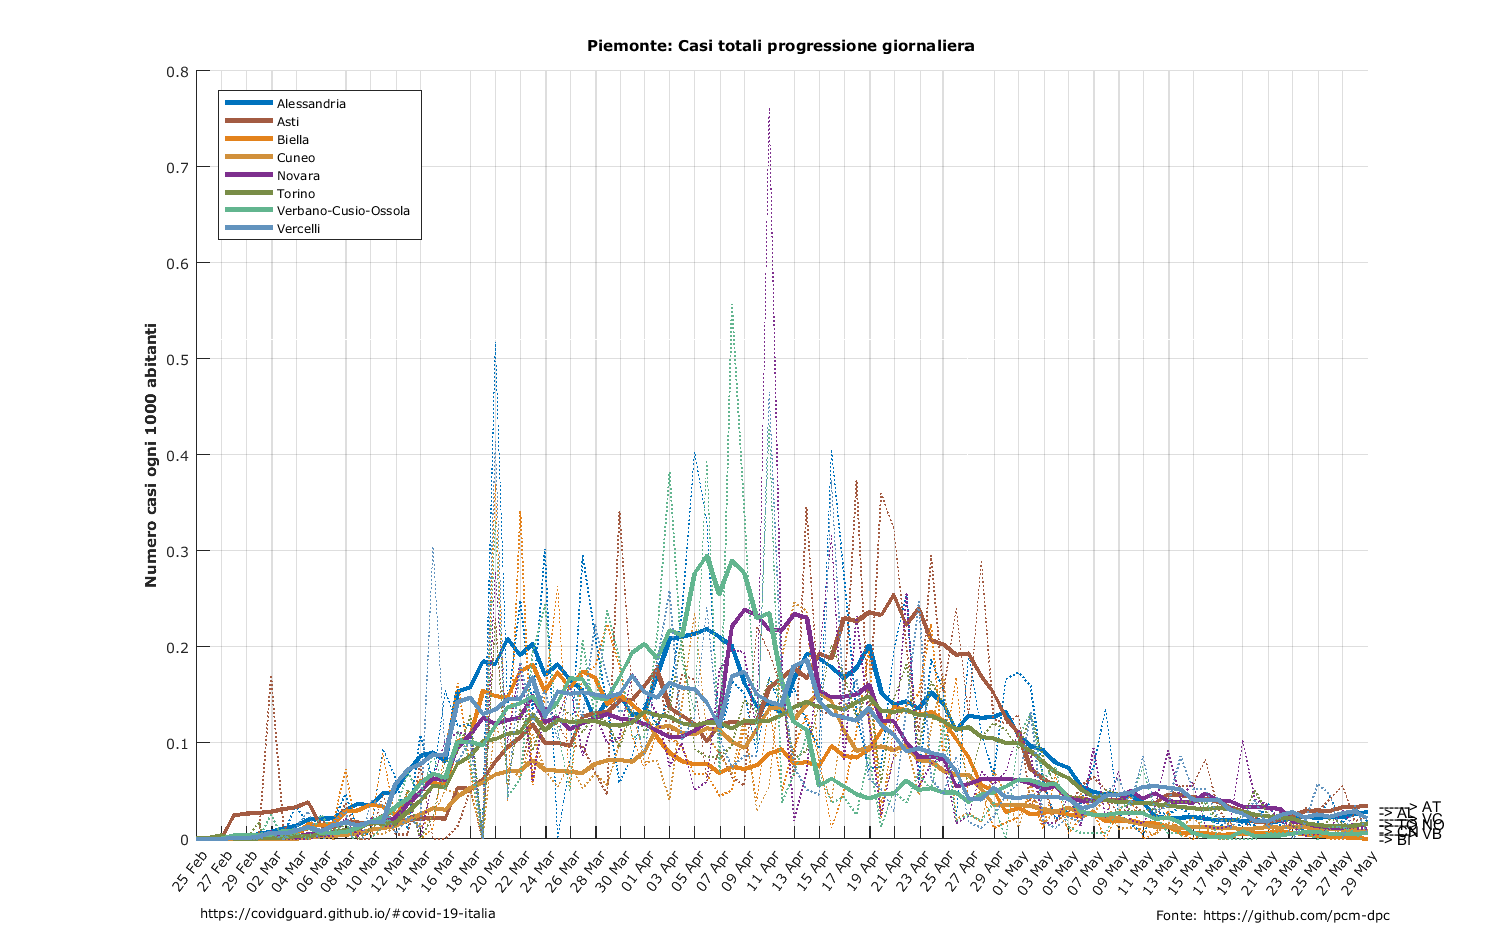 Piemonte: Casi totali progressione giornaliera
Numero casi ogni 1000 abitanti
0.8
0.7
0.6
0.5
0.4
0.3
0.2
0.1
0
Alessandria
Asti
Biella
Cuneo
Novara
Torino
Verbano-Cusio-Ossola
Vercelli
25 Feb
27 Feb
29 Feb
02 Mar
04 Mar
06 Mar
08 Mar
10 Mar
12 Mar
14 Mar
16 Mar
18 Mar
20 Mar
22 Mar
24 Mar
26 Mar
28 Mar
30 Mar
01 Apr
03 Apr
05 Apr
07 Apr
09 Apr
11 Apr
13 Apr
15 Apr
17 Apr
19 Apr
21 Apr
23 Apr
25 Apr
27 Apr
29 Apr
01 May
03 May
05 May
07 May
09 May
11 May
13 May
15 May
17 May
19 May
21 May
23 May
25 May
27 May
29 May
AT
-> AL
VC
NO
VB
-> BI
https://covidguard.github.io/#covid-19-italia
Fonte: https://github.com/pcm-dpc